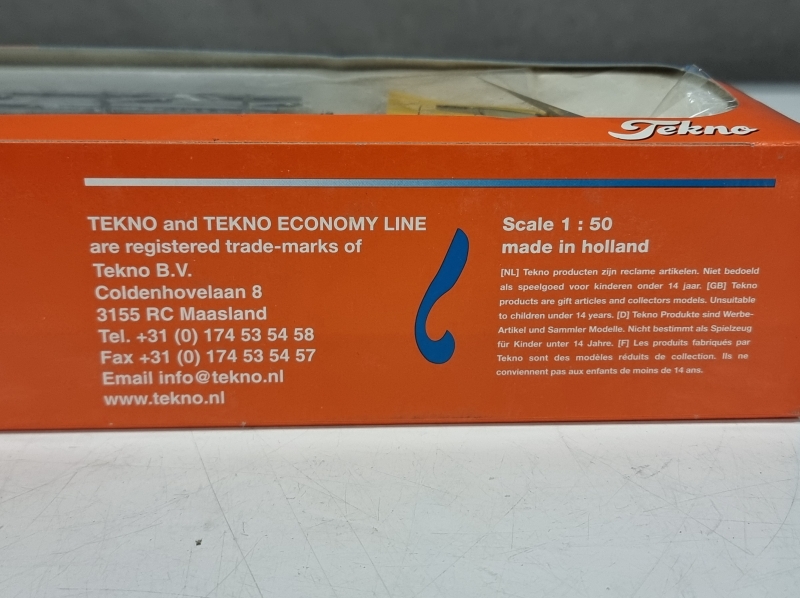 Tekno
TEKNO and TEKNO ECONOMY LINE
are registered trade-marks of
Tekno B.V.
Coldenhovelaan 8
3155 RC Maasland
Tel. +31 (0) 174 53 54 58
Fax +31 (0) 174 53 54 57
Email info@tekno.nl
www.tekno.nl
Scale 1 : 50
made in holland
[NL] Tekno producten zijn reclame artikelen. Niet bedoeld
als speelgoed voor kinderen onder 14 jaar. [GB] Tekno
products are gift articles and collectors models. Unsuitable
to children under 14 years. [D] Tekno Produkte sind Werbe-
Artikel und Sammler Modelle. Nicht bestimmt als Spielzeug
für Kinder unter 14 Jahre. [F] Les produits fabriqués par
Tekno sont des modèles réduits de collection. Ils ne
conviennent pas aux enfants de moins de 14 ans.